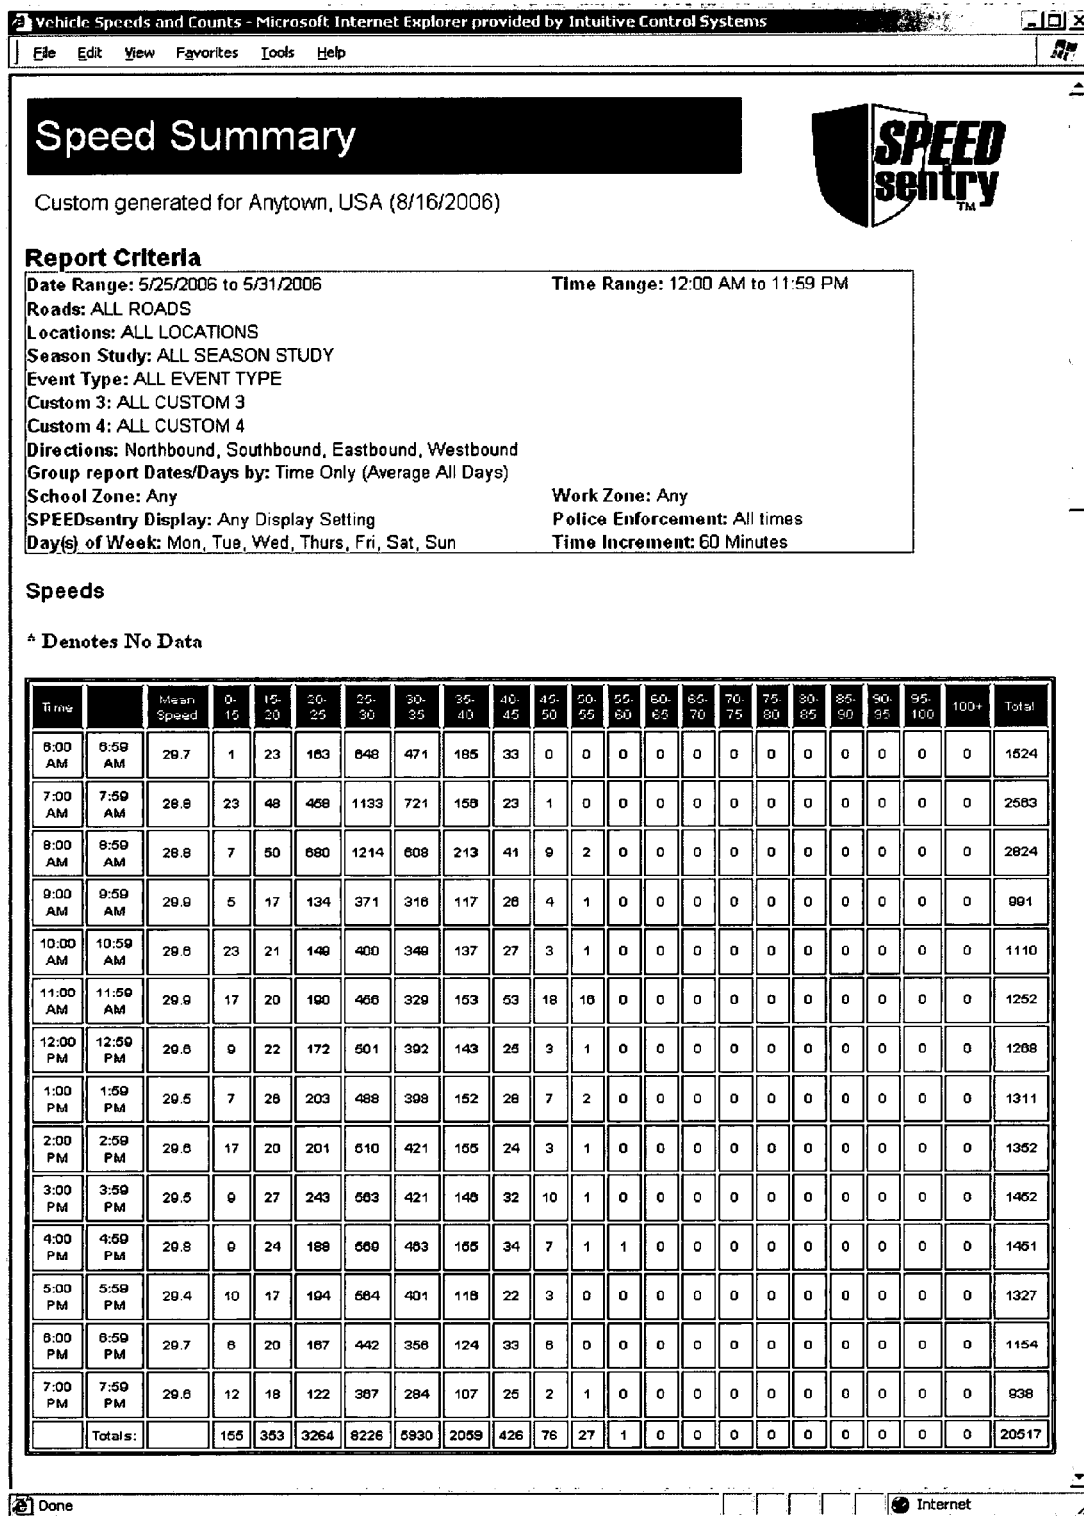 Vehicle Speeds and Counts - Microsoft Internet Explorer provided by Intuitive Control Systems
File Edit View Favorites Tools Help
Speed Summary
SPEED
sentry
TM
Custom generated for Anytown, USA (8/16/2006)
Report Criteria
Date Range: 5/25/2006 to 5/31/2006 Time Range: 12:00 AM to 11:59 PM
Roads: ALL ROADS
Locations: ALL LOCATIONS
Season Study: ALL SEASON STUDY
Event Type: ALL EVENT TYPE
Custom 3: ALL CUSTOM 3
Custom 4: ALL CUSTOM 4
Directions: Northbound, Southbound, Eastbound, Westbound
Group report Dates/Days by: Time Only (Average All Days)
School Zone: Any Work Zone: Any
SPEEDsentry Display: Any Display Setting Police Enforcement: All times
Day(s) of Week: Mon, Tue, Wed, Thurs, Fri, Sat, Sun Time Increment: 60 Minutes
Speeds
* Denotes No Data
Time Mean Speed 0-15 15-20 20-25 25-30 30-35 35-40 40-45 45-50 50-55 55-60 60-65 65-70 70-75 75-80 80-85 85-90 90-95 95-100 100+ Total
6:00 AM 6:59 AM 29.7 1 23 163 648 471 185 33 0 0 0 0 0 0 0 0 0 0 0 0 1524
7:00 AM 7:59 AM 28.8 23 48 458 1133 721 156 23 1 0 0 0 0 0 0 0 0 0 0 0 2563
8:00 AM 8:59 AM 28.8 7 50 680 1214 608 213 41 9 2 0 0 0 0 0 0 0 0 0 0 2824
9:00 AM 9:59 AM 29.9 5 17 134 371 316 117 26 4 1 0 0 0 0 0 0 0 0 0 0 991
10:00 AM 10:59 AM 29.6 23 21 149 400 349 137 27 3 1 0 0 0 0 0 0 0 0 0 0 1110
11:00 AM 11:59 AM 29.9 17 20 190 456 329 153 53 18 16 0 0 0 0 0 0 0 0 0 0 1252
12:00 PM 12:59 PM 29.6 9 22 172 501 392 143 25 3 1 0 0 0 0 0 0 0 0 0 0 1268
1:00 PM 1:59 PM 29.5 7 26 203 488 398 152 28 7 2 0 0 0 0 0 0 0 0 0 0 1311
2:00 PM 2:59 PM 29.6 17 20 201 510 421 155 24 3 1 0 0 0 0 0 0 0 0 0 0 1352
3:00 PM 3:59 PM 29.5 9 27 243 563 421 146 32 10 1 0 0 0 0 0 0 0 0 0 0 1452
4:00 PM 4:59 PM 29.8 9 24 188 569 463 155 34 7 1 1 0 0 0 0 0 0 0 0 0 1451
5:00 PM 5:59 PM 29.4 10 17 194 564 401 116 22 3 0 0 0 0 0 0 0 0 0 0 0 1327
6:00 PM 6:59 PM 29.7 6 20 167 442 356 124 33 6 0 0 0 0 0 0 0 0 0 0 0 1154
7:00 PM 7:59 PM 29.6 12 18 122 367 284 107 25 2 1 0 0 0 0 0 0 0 0 0 0 938
Totals: 155 353 3264 8226 5930 2059 426 76 27 1 0 0 0 0 0 0 0 0 0 20517
Done Internet